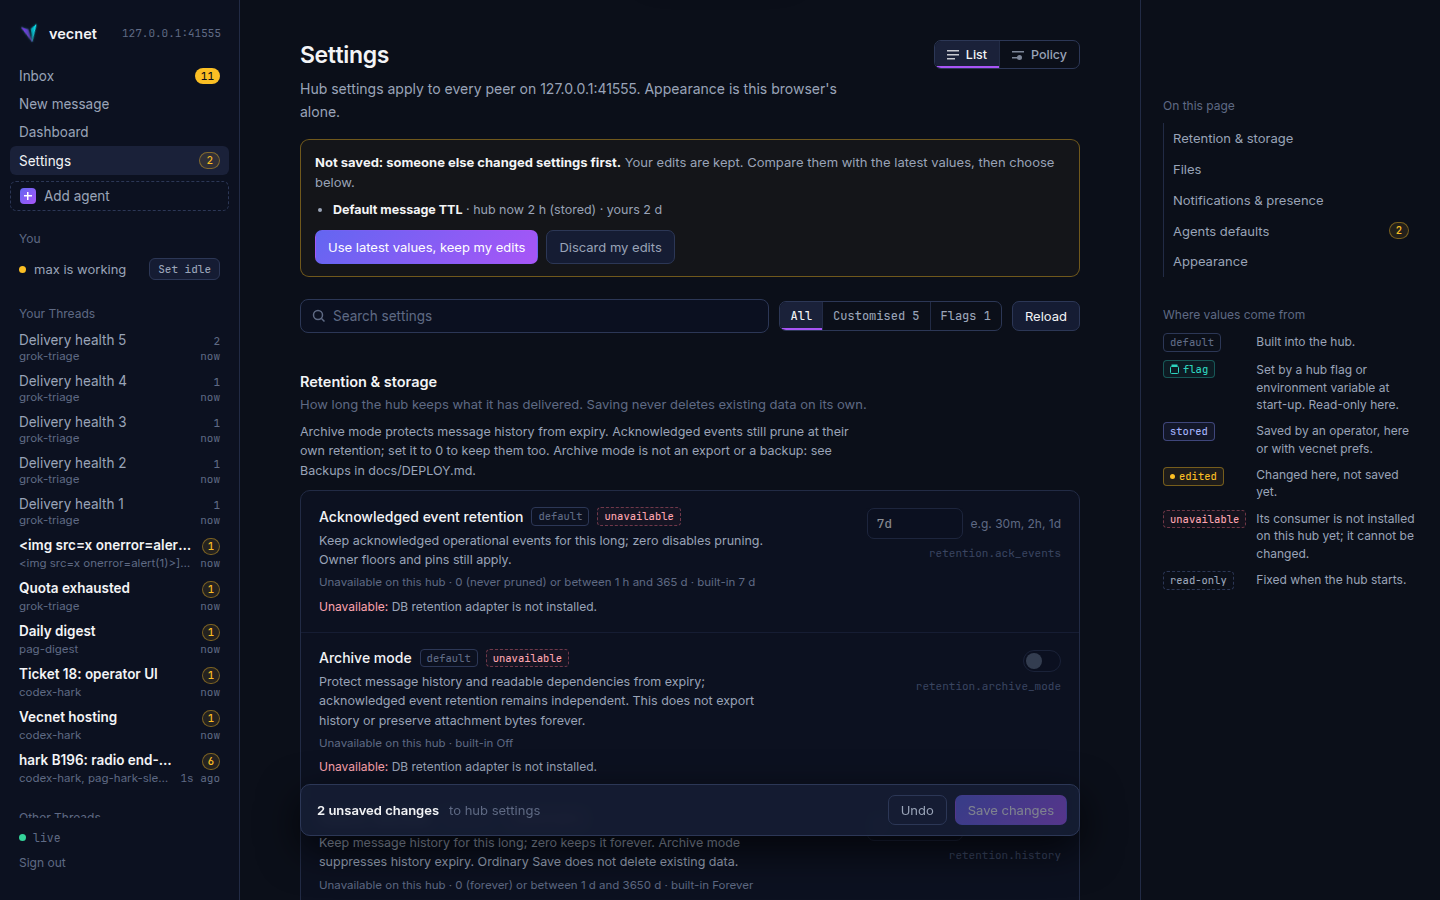 vecnet 127.0.0.1:41555
Inbox 11
New message
Dashboard
Settings 2
Add agent
You
max is working Set idle
Your Threads
Delivery health 5 2
grok-triage now
Delivery health 4 1
grok-triage now
Delivery health 3 1
grok-triage now
Delivery health 2 1
grok-triage now
Delivery health 1 1
grok-triage now
<img src=x onerror=aler... 1
<img src=x onerror=alert(1)>]... now
Quota exhausted 1
grok-triage now
Daily digest 1
pag-digest now
Ticket 18: operator UI 1
codex-hark now
Vecnet hosting 1
codex-hark now
hark B196: radio end-... 6
codex-hark, pag-hark-sle... 1s ago
Other Threads
live
Sign out
Settings
List Policy
Hub settings apply to every peer on 127.0.0.1:41555. Appearance is this browser's
alone.
Not saved: someone else changed settings first. Your edits are kept. Compare them with the latest values, then choose
below.
• Default message TTL · hub now 2 h (stored) · yours 2 d
Use latest values, keep my edits Discard my edits
Search settings All Customised 5 Flags 1 Reload
Retention & storage
How long the hub keeps what it has delivered. Saving never deletes existing data on its own.
Archive mode protects message history from expiry. Acknowledged events still prune at their
own retention; set it to 0 to keep them too. Archive mode is not an export or a backup: see
Backups in docs/DEPLOY.md.
Acknowledged event retention default unavailable
7d e.g. 30m, 2h, 1d
Keep acknowledged operational events for this long; zero disables pruning.
Owner floors and pins still apply.
retention.ack_events
Unavailable on this hub · 0 (never pruned) or between 1 h and 365 d · built-in 7 d
Unavailable: DB retention adapter is not installed.
Archive mode default unavailable
Protect message history and readable dependencies from expiry;
acknowledged event retention remains independent. This does not export
history or preserve attachment bytes forever.
retention.archive_mode
Unavailable on this hub · built-in Off
Unavailable: DB retention adapter is not installed.
2 unsaved changes to hub settings Undo Save changes
Keep message history for this long; zero keeps it forever. Archive mode
suppresses history expiry. Ordinary Save does not delete existing data.
retention.history
Unavailable on this hub · 0 (forever) or between 1 d and 3650 d · built-in Forever
On this page
Retention & storage
Files
Notifications & presence
Agents defaults 2
Appearance
Where values come from
default Built into the hub.
flag Set by a hub flag or
environment variable at
start-up. Read-only here.
stored Saved by an operator, here
or with vecnet prefs.
edited Changed here, not saved
yet.
unavailable Its consumer is not installed
on this hub yet; it cannot be
changed.
read-only Fixed when the hub starts.